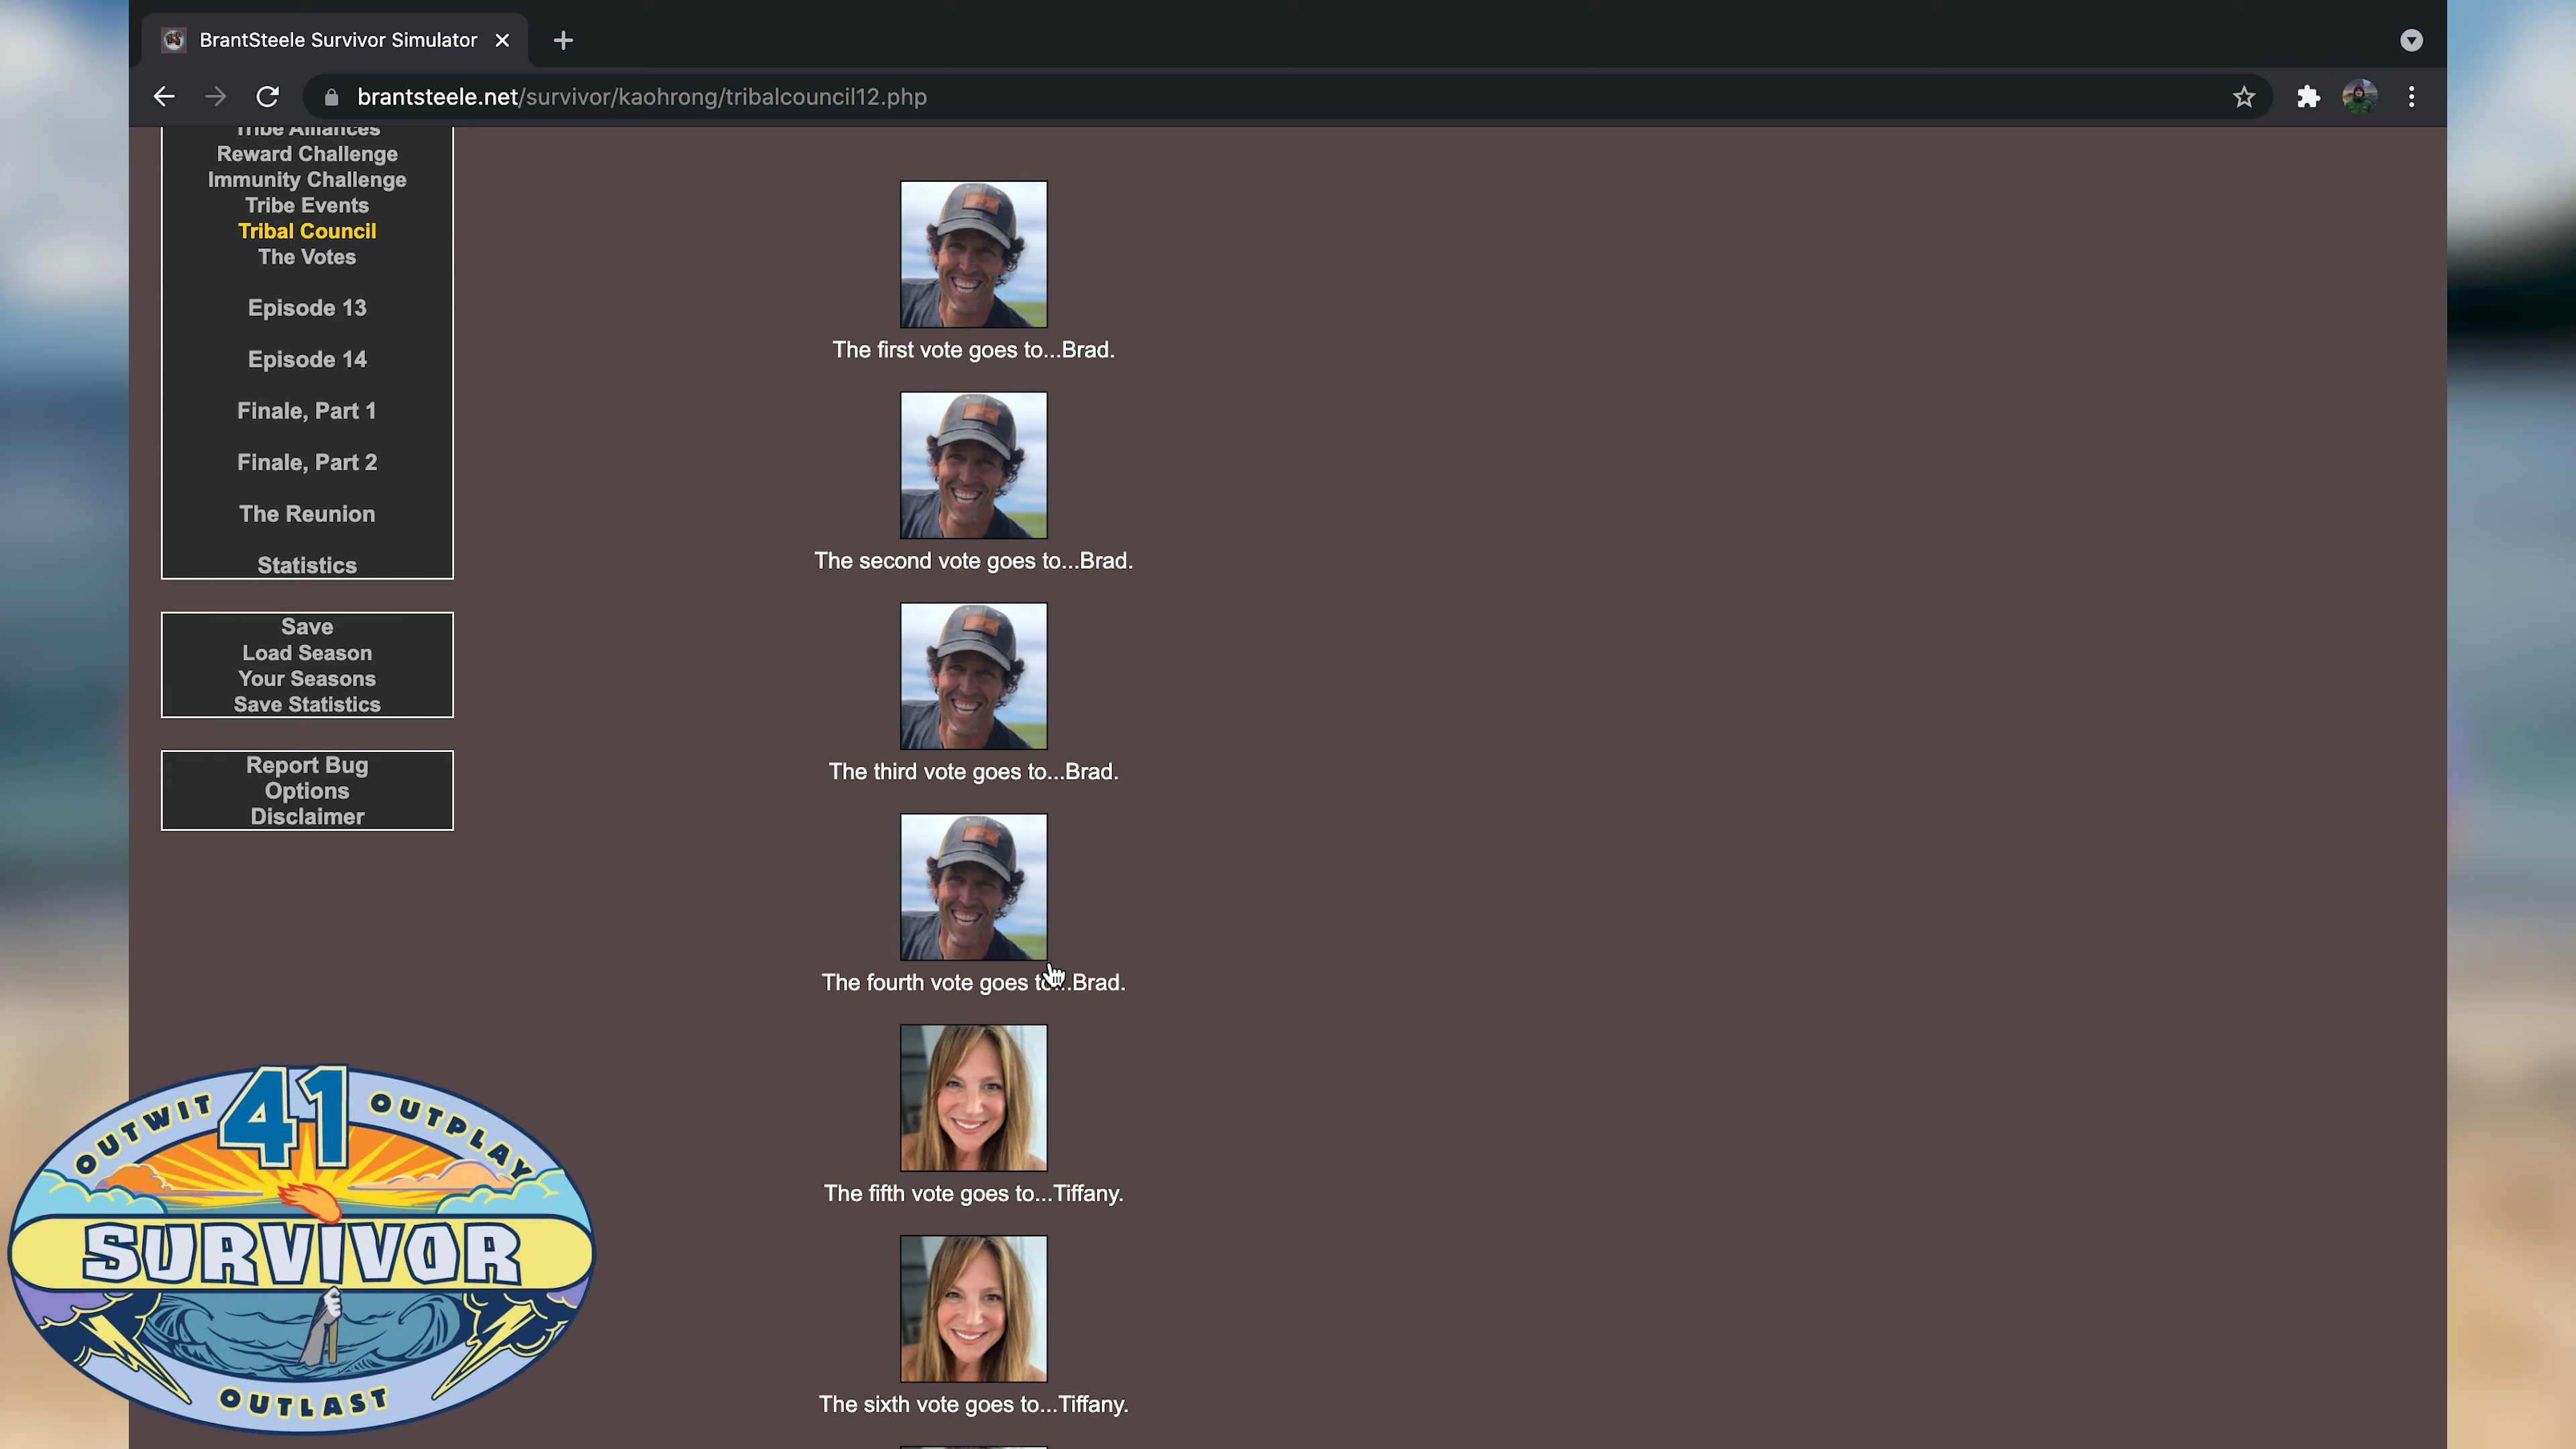 BrantSteele Survivor Simulator
brantsteele.net/survivor/kaohrong/tribalcouncil12.php
Tribe Alliances
Reward Challenge
Immunity Challenge
Tribe Events
Tribal Council
The Votes
Episode 13
Episode 14
Finale, Part 1
Finale, Part 2
The Reunion
Statistics
Save
Load Season
Your Seasons
Save Statistics
Report Bug
Options
Disclaimer
The first vote goes to...Brad.
The second vote goes to...Brad.
The third vote goes to...Brad.
The fourth vote goes to...Brad.
The fifth vote goes to...Tiffany.
The sixth vote goes to...Tiffany.
41
OUTWIT OUTPLAY
SURVIVOR
OUTLAST